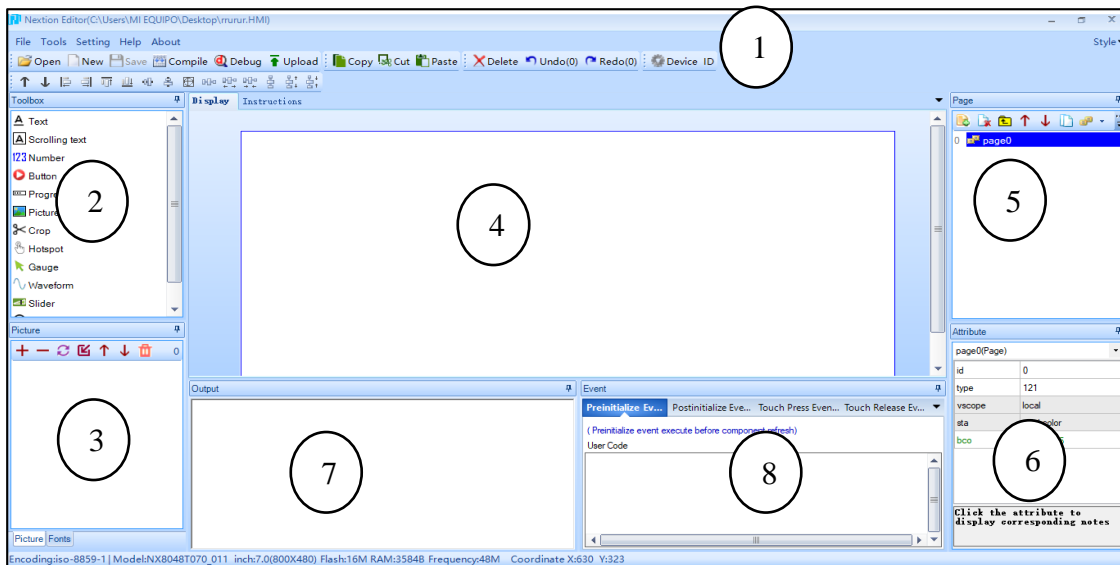 Nextion Editor(C:\Users\MI EQUIPO\Desktop\rrurur.HMI)
File Tools Setting Help About
Style
Open New Save Compile Debug Upload Copy Cut Paste Delete Undo(0) Redo(0) Device ID
1
Toolbox
Text
Scrolling text
123 Number
Button
Progre
Picture
Crop
Hotspot
Gauge
Waveform
Slider
2
Picture
0
3
Picture Fonts
Display Instructions
4
Output
7
Event
Preinitialize Ev... Postinitialize Eve... Touch Press Even... Touch Release Ev...
( Preinitialize event execute before component refresh)
User Code
8
Page
0 page0
5
Attribute
page0(Page)
id 0
type 121
vscope local
sta olor
bco
6
Click the attribute to
display corresponding notes
Encoding:iso-8859-1 | Model:NX8048T070_011 inch:7.0(800X480) Flash:16M RAM:3584B Frequency:48M Coordinate X:630 Y:323